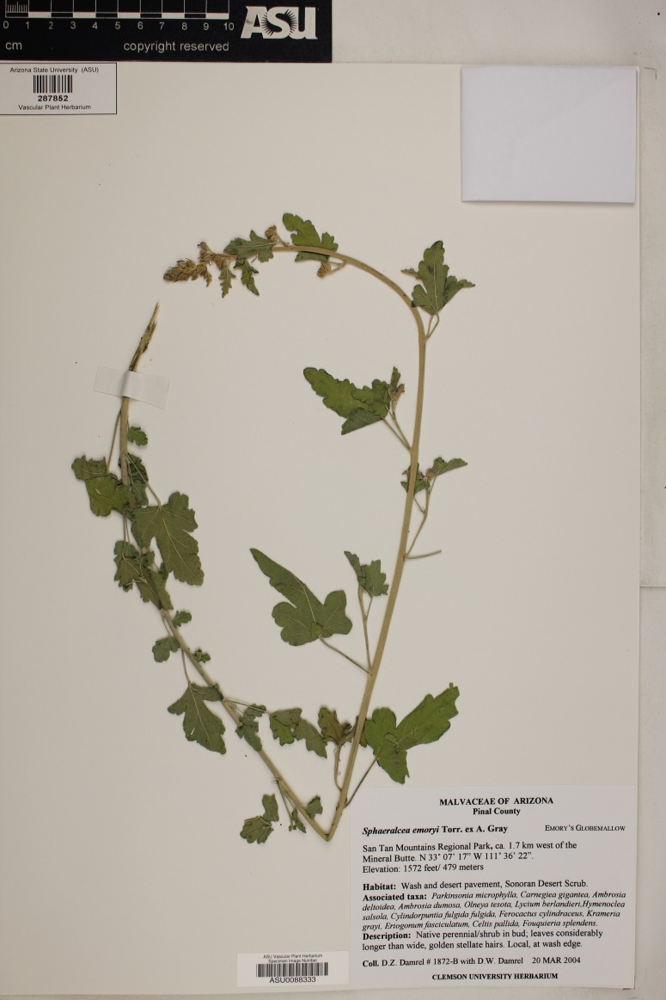 0 1 2 3 4 5 6 7 8 9 10
cm
copyright reserved
ASU
Arizona State University (ASU)
287852
Vascular Plant Herbarium
MALVACEAE OF ARIZONA
Pinal County
Sphaeralcea emoryi Torr. ex A. Gray EMORY'S GLOBEMALLOW
San Tan Mountains Regional Park, ca. 1.7 km west of the
Mineral Butte. N 33° 07' 17" W 111° 36' 22".
Elevation: 1572 feet/ 479 meters
Habitat: Wash and desert pavement, Sonoran Desert Scrub.
Associated taxa: Parkinsonia microphylla, Carnegiea gigantea, Ambrosia
deltoidea, Ambrosia dumosa, Olneya tesota, Lycium berlandieri,Hymenoclea
salsola, Cylindorpuntia fulgida fulgida, Ferocactus cylindraceus, Krameria
grayi, Eriogonum fasciculatum, Celtis pallida, Fouquieria splendens.
Description: Native perennial/shrub in bud; leaves considerably
longer than wide, golden stellate hairs. Local, at wash edge.
Coll. D.Z. Damrel # 1872-B with D.W. Damrel 20 MAR 2004
CLEMSON UNIVERSITY HERBARIUM
ASU Vascular Plant Herbarium
Specimen Image Number
ASU0088333